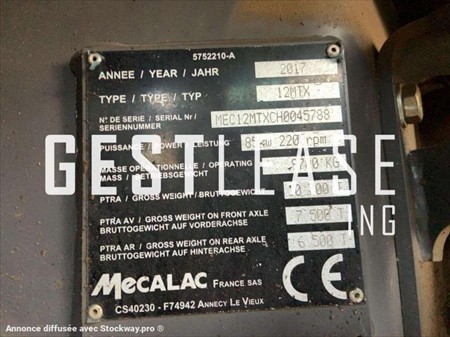 5752210-A
ANNEE / YEAR / JAHR 2017
TYPE / TYPE / TYP 12MTX
N° DE SERIE / SERIAL Nr / MEC12MTXCH0045788
SERIENNUMMER
PUISSANCE / POWER / LEISTUNG 85 kW 220 rpm
MASSE OPERATIONNELLE / OPERATING KG
MASS / BETRIEBSGEWICHT
GESTILEASE
PTRA / GROSS WEIGHT / BRUTTOGEWICHT
ING
PTRA AV / GROSS WEIGHT ON FRONT AXLE 7 500
BRUTTOGEWICHT AUF VORDERACHSE
PTRA AR / GROSS WEIGHT ON REAR AXLE 6 500
BRUTTOGEWICHT AUF HINTERACHSE
MECALAC FRANCE SAS CE
CS40230 - F74942 ANNECY LE VIEUX
Annonce diffusée avec Stockway.pro ®